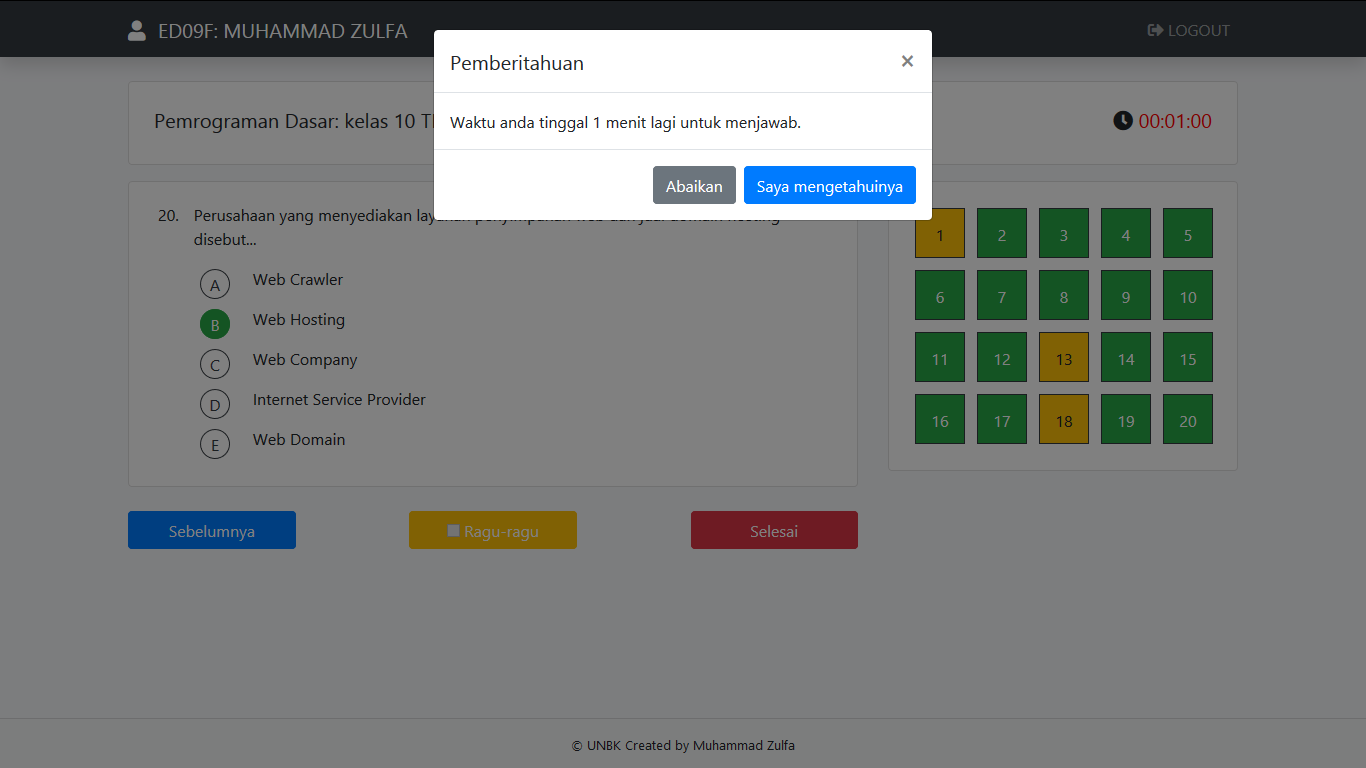 ED09F: MUHAMMAD ZULFA
LOGOUT
Pemberitahuan
×
Waktu anda tinggal 1 menit lagi untuk menjawab.
Abaikan
Saya mengetahuinya
Pemrograman Dasar: kelas 10
00:01:00
20. Perusahaan yang menyediakan
disebut...
A Web Crawler
B Web Hosting
C Web Company
D Internet Service Provider
E Web Domain
1 2 3 4 5
6 7 8 9 10
11 12 13 14 15
16 17 18 19 20
Sebelumnya
Ragu-ragu
Selesai
© UNBK Created by Muhammad Zulfa